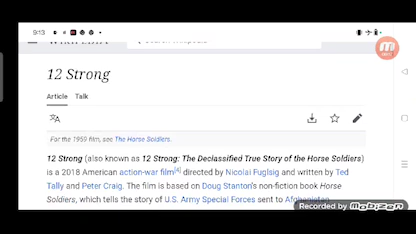 9:13
WIKIPEDIA
Search Wikipedia
12 Strong
Article Talk
For the 1959 film, see The Horse Soldiers.
12 Strong (also known as 12 Strong: The Declassified True Story of the Horse Soldiers)
is a 2018 American action-war film[4] directed by Nicolai Fuglsig and written by Ted
Tally and Peter Craig. The film is based on Doug Stanton's non-fiction book Horse
Soldiers, which tells the story of U.S. Army Special Forces sent to Afghanistan
Recorded by mobizen